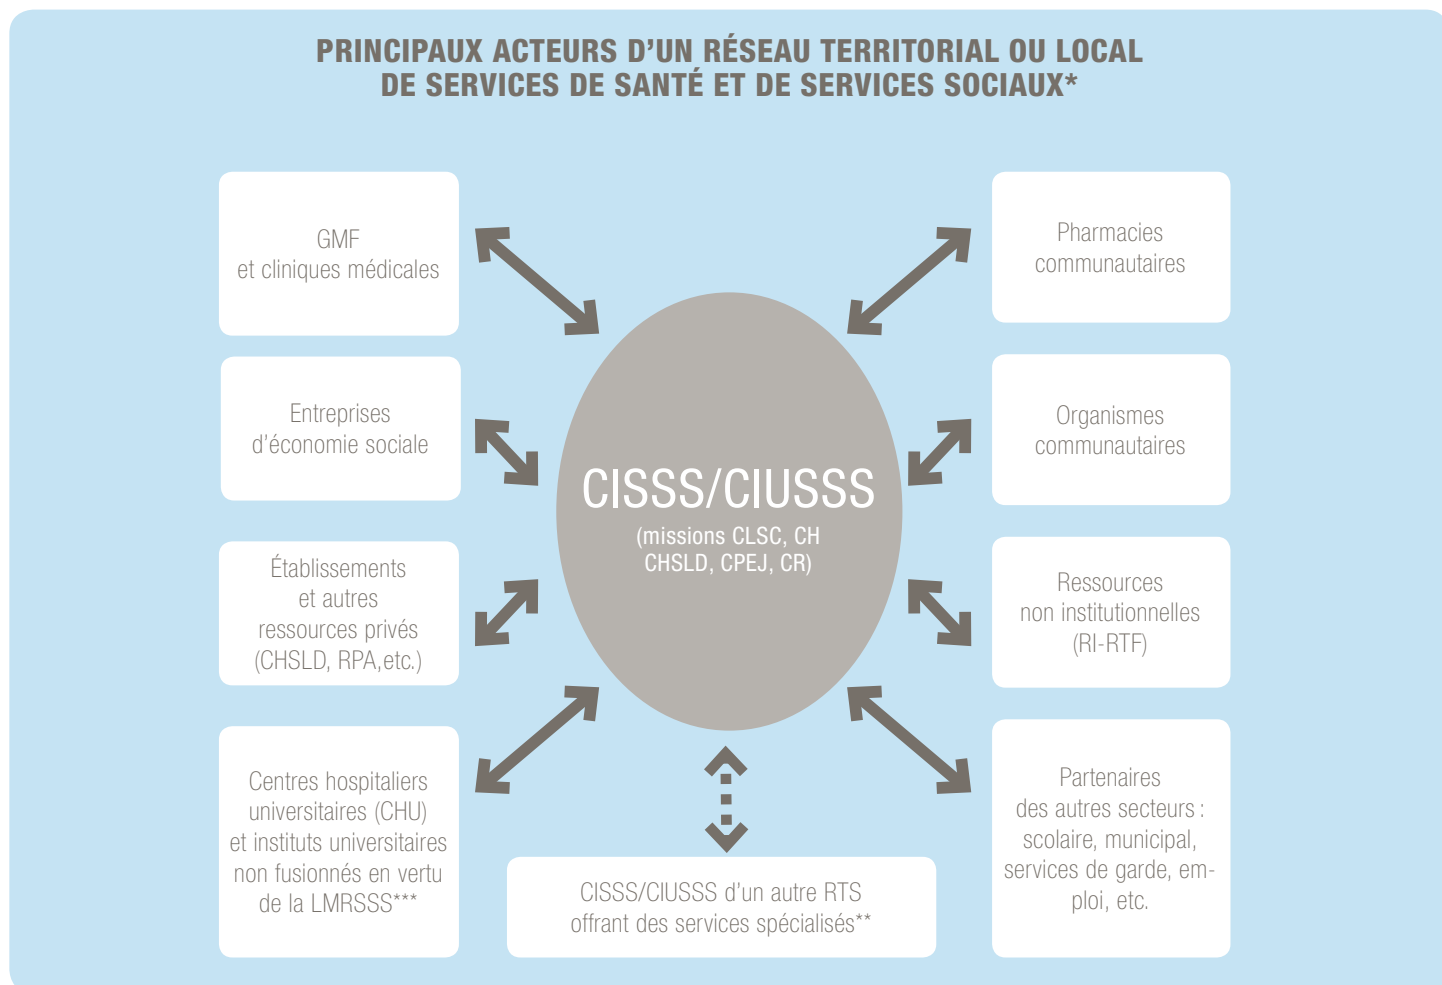 PRINCIPAUX ACTEURS D'UN RÉSEAU TERRITORIAL OU LOCAL
DE SERVICES DE SANTÉ ET DE SERVICES SOCIAUX*
GMF
et cliniques médicales
Entreprises
d'économie sociale
Établissements
et autres
ressources privés
(CHSLD, RPA,etc.)
Centres hospitaliers
universitaires (CHU)
et instituts universitaires
non fusionnés en vertu
de la LMRSSS***
CISSS/CIUSSS
(missions CLSC, CH
CHSLD, CPEJ, CR)
CISSS/CIUSSS d'un autre RTS
offrant des services spécialisés**
Pharmacies
communautaires
Organismes
communautaires
Ressources
non institutionnelles
(RI-RTF)
Partenaires
des autres secteurs :
scolaire, municipal,
services de garde, em-
ploi, etc.